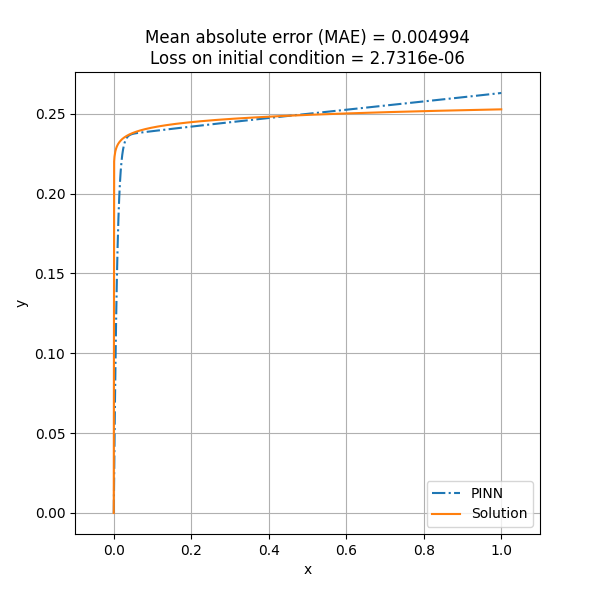 Mean absolute error (MAE) = 0.004994
Loss on initial condition = 2.7316e-06
0.25
0.20
0.15
0.10
0.05
0.00
y
0.0 0.2 0.4 0.6 0.8 1.0
x
PINN
Solution